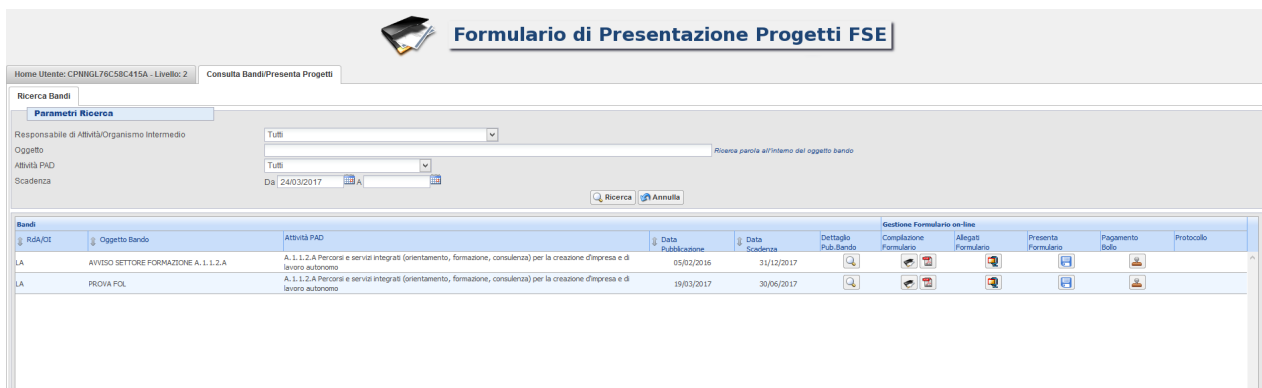 Formulario di Presentazione Progetti FSE
Home Utente: CPNNGL76C58C415A - Livello: 2
Consulta Bandi/Presenta Progetti
Ricerca Bandi
Parametri Ricerca
Responsabile di Attività/Organismo Intermedio Tutti
Oggetto Ricerca parola all'interno del oggetto bando
Attività PAD Tutti
Scadenza Da 24/03/2017 A
Ricerca Annulla
Bandi Gestione Formulario on-line
RdA/OI Oggetto Bando Attività PAD Data Pubblicazione Data Scadenza Dettaglio Pub.Bando Compilazione Formulario Allegati Formulario Presenta Formulario Pagamento Bollo Protocollo
LA AVVISO SETTORE FORMAZIONE A.1.1.2.A A.1.1.2.A Percorsi e servizi integrati (orientamento, formazione, consulenza) per la creazione d'impresa e di lavoro autonomo 05/02/2016 31/12/2017
LA PROVA FOL A.1.1.2.A Percorsi e servizi integrati (orientamento, formazione, consulenza) per la creazione d'impresa e di lavoro autonomo 19/03/2017 30/06/2017